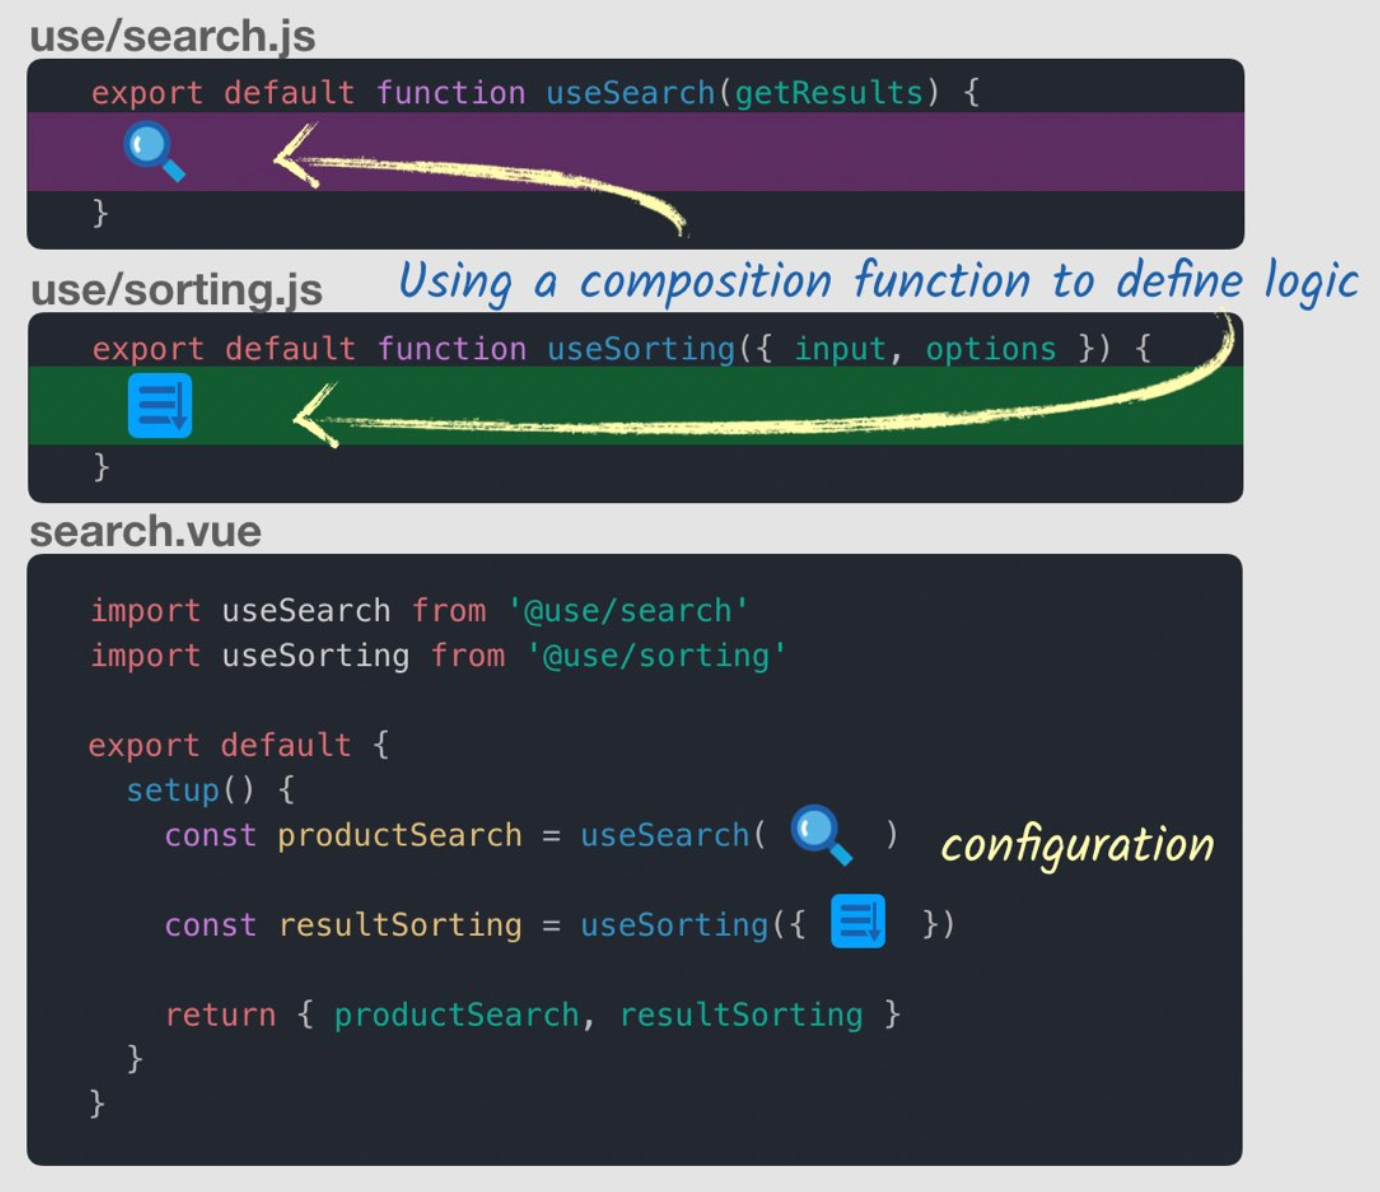 use/search.js
export default function useSearch(getResults) {
}
use/sorting.js
Using a composition function to define logic
export default function useSorting({ input, options }) {
}
search.vue
import useSearch from '@use/search'
import useSorting from '@use/sorting'
export default {
setup() {
const productSearch = useSearch( )
configuration
const resultSorting = useSorting({ })
return { productSearch, resultSorting }
}
}